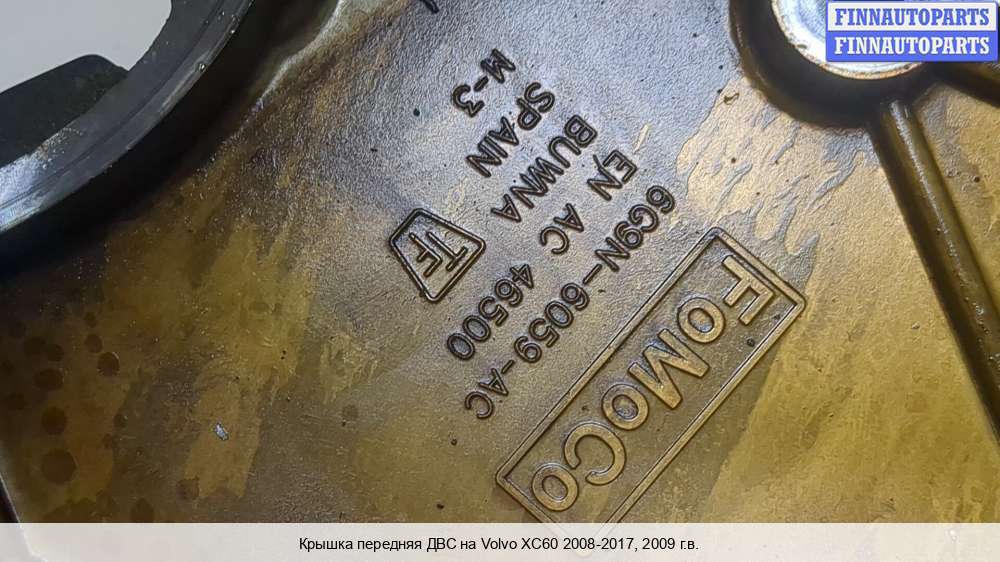 FINNAUTOPARTS
FINNAUTOPARTS
FoMoCo
6G9N-6059-AC
EN AC 46500
BUWNA
SPAIN
M-3
TF
Крышка передняя ДВС на Volvo XC60 2008-2017, 2009 г.в.